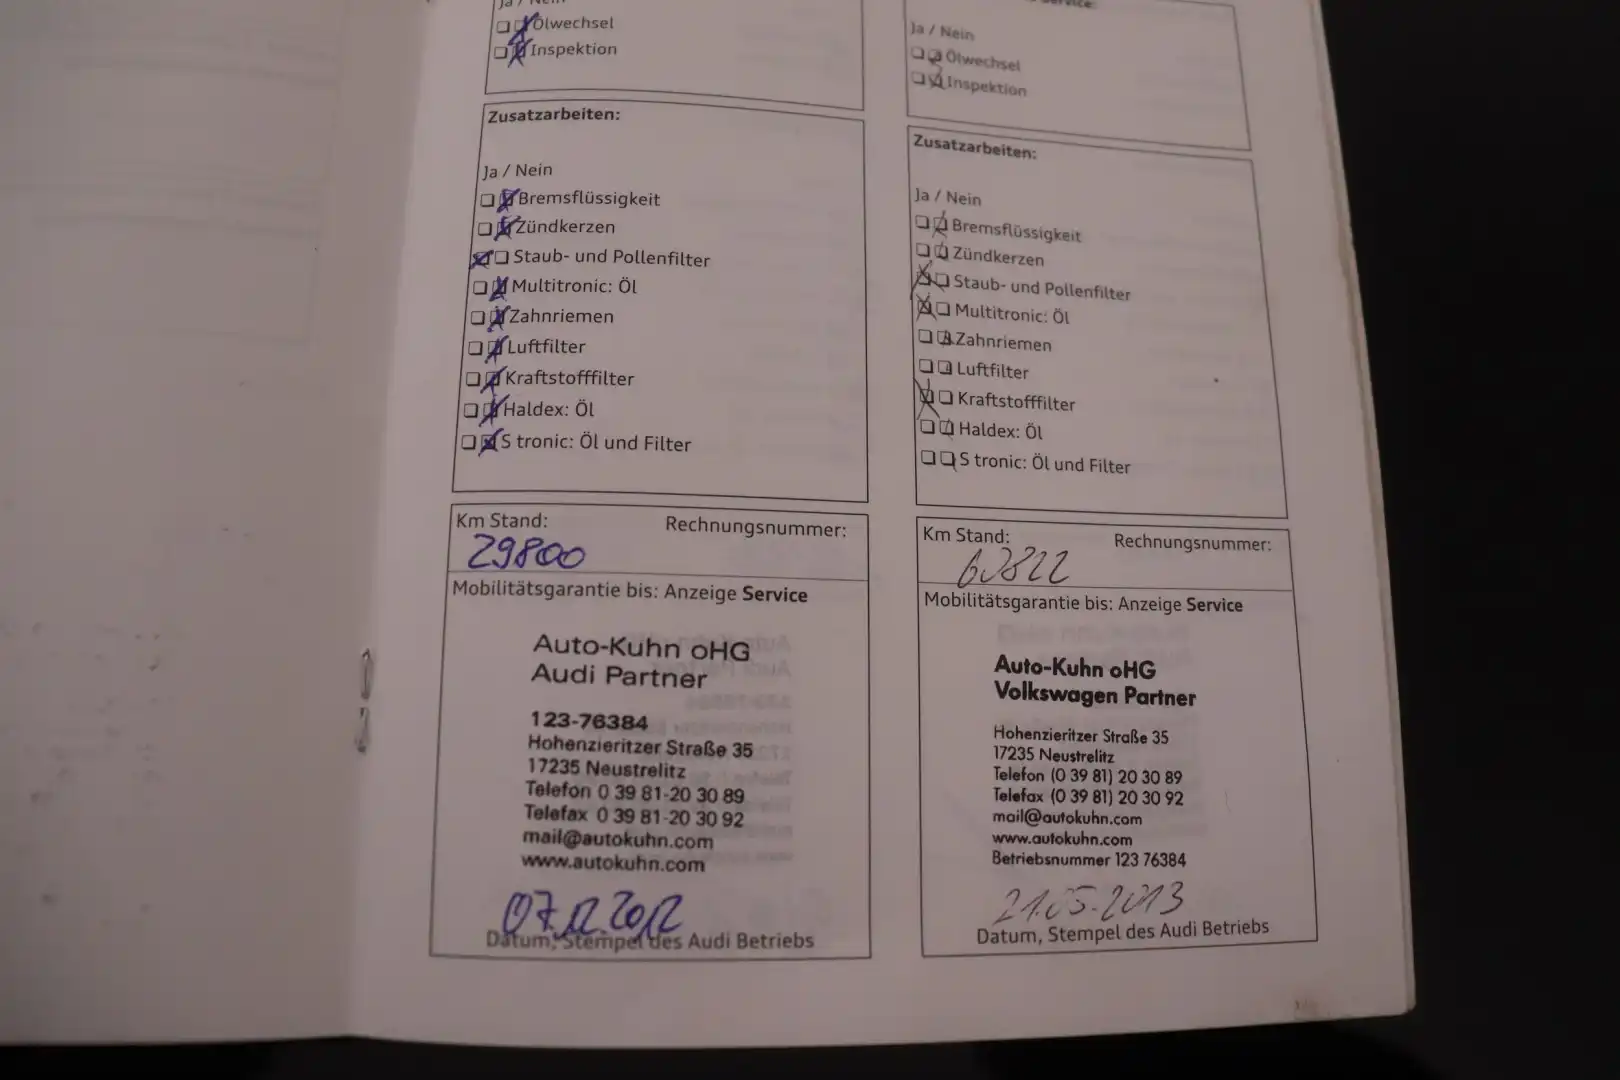 Ja / Nein
Ölwechsel
Inspektion
Zusatzarbeiten:
Ja / Nein
Bremsflüssigkeit
Zündkerzen
Staub- und Pollenfilter
Multitronic: Öl
Zahnriemen
Luftfilter
Kraftstofffilter
Haldex: Öl
S tronic: Öl und Filter
Km Stand: Rechnungsnummer:
29800
Mobilitätsgarantie bis: Anzeige Service
Auto-Kuhn oHG
Audi Partner
123-76384
Hohenzieritzer Straße 35
17235 Neustrelitz
Telefon 0 39 81-20 30 89
Telefax 0 39 81-20 30 92
mail@autokuhn.com
www.autokuhn.com
07.12.2012
Datum, Stempel des Audi Betriebs
Service:
Ja / Nein
Ölwechsel
Inspektion
Zusatzarbeiten:
Ja / Nein
Bremsflüssigkeit
Zündkerzen
Staub- und Pollenfilter
Multitronic: Öl
Zahnriemen
Luftfilter
Kraftstofffilter
Haldex: Öl
S tronic: Öl und Filter
Km Stand: Rechnungsnummer:
60822
Mobilitätsgarantie bis: Anzeige Service
Auto-Kuhn oHG
Volkswagen Partner
Hohenzieritzer Straße 35
17235 Neustrelitz
Telefon (0 39 81) 20 30 89
Telefax (0 39 81) 20 30 92
mail@autokuhn.com
www.autokuhn.com
Betriebsnummer 123 76384
21.05.2013
Datum, Stempel des Audi Betriebs